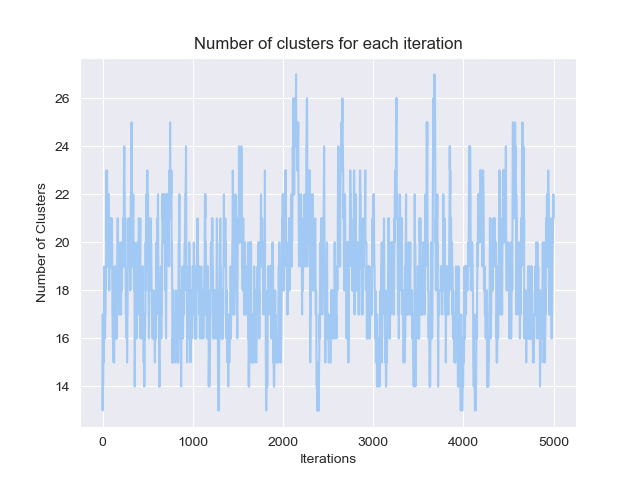 Number of clusters for each iteration
26
24
22
20
18
16
14
Number of Clusters
0 1000 2000 3000 4000 5000
Iterations